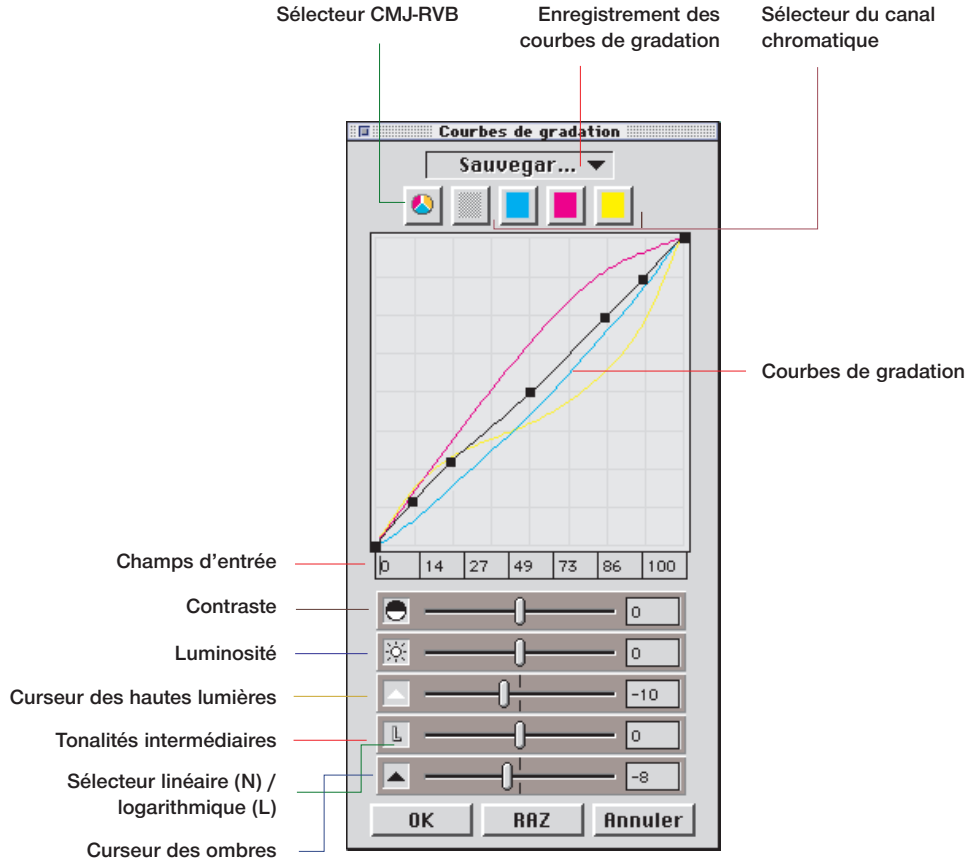 Sélecteur CMJ-RVB
Enregistrement des
courbes de gradation
Sélecteur du canal
chromatique
Courbes de gradation
Sauvegar...
Courbes de gradation
Champs d’entrée
0 14 27 49 73 86 100
Contraste
0
Luminosité
0
Curseur des hautes lumières
-10
Tonalités intermédiaires
L
0
Sélecteur linéaire (N) /
logarithmique (L)
-8
Curseur des ombres
OK RAZ Annuler